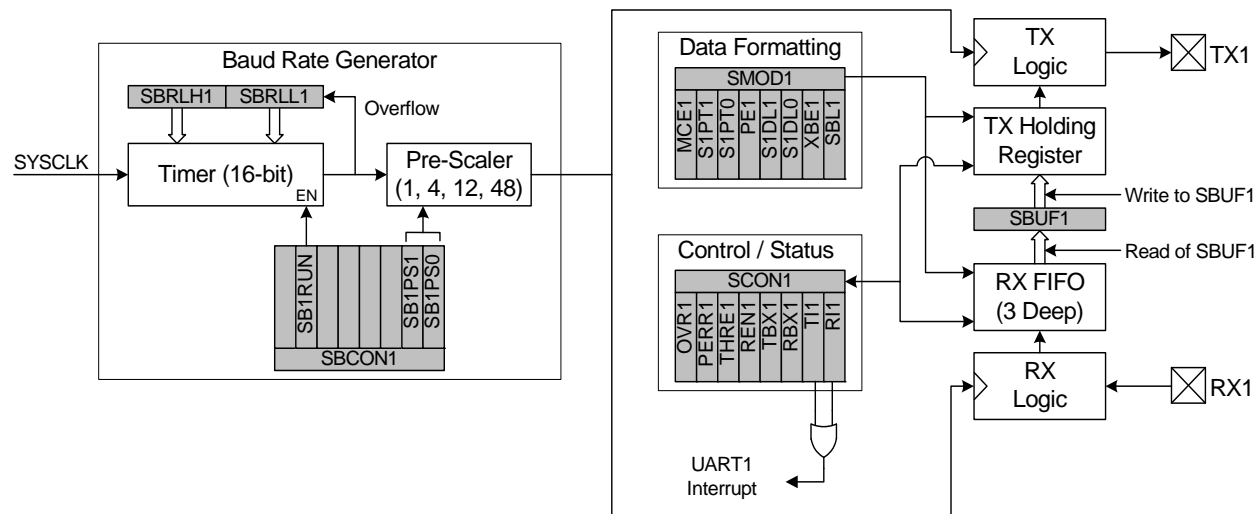 Baud Rate Generator
SBRLH1 SBRLL1
Overflow
SYSCLK
Timer (16-bit)
EN
Pre-Scaler
(1, 4, 12, 48)
SB1RUN
SB1PS1
SB1PS0
SBCON1
Data Formatting
SMOD1
MCE1
S1PT1
S1PT0
PE1
S1DL1
S1DL0
XBE1
SBL1
Control / Status
SCON1
OVR1
PERR1
THRE1
REN1
TBX1
RBX1
TI1
RI1
UART1
Interrupt
TX
Logic
TX1
TX Holding
Register
Write to SBUF1
SBUF1
Read of SBUF1
RX FIFO
(3 Deep)
RX
Logic
RX1